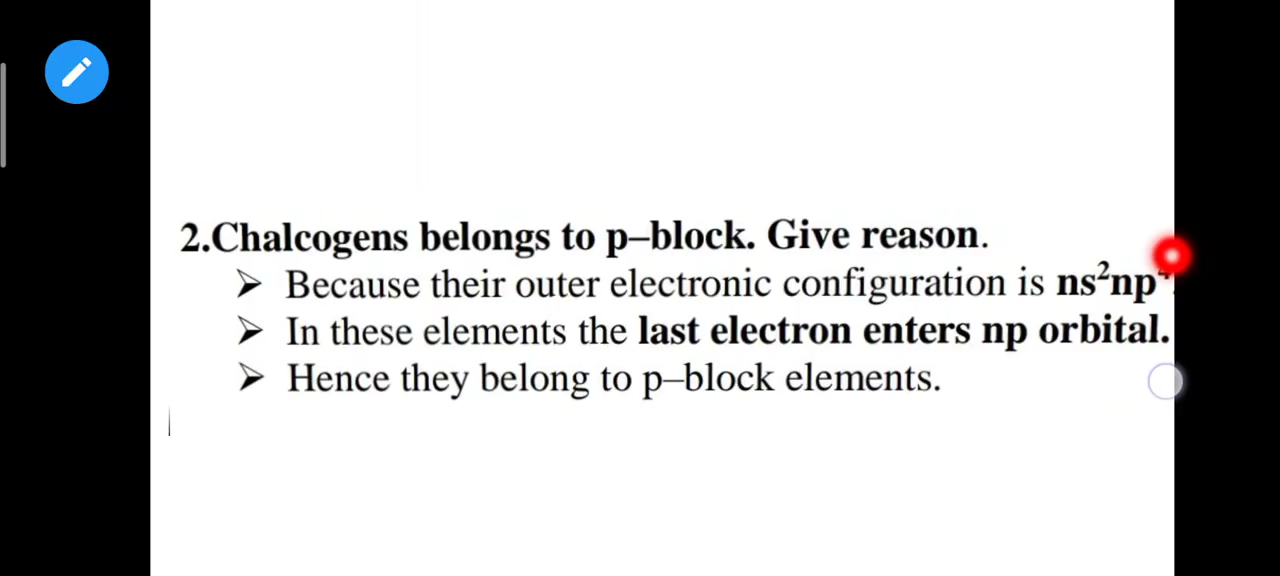 2.Chalcogens belongs to p–block. Give reason.
➢ Because their outer electronic configuration is ns²np⁴
➢ In these elements the last electron enters np orbital.
➢ Hence they belong to p–block elements.